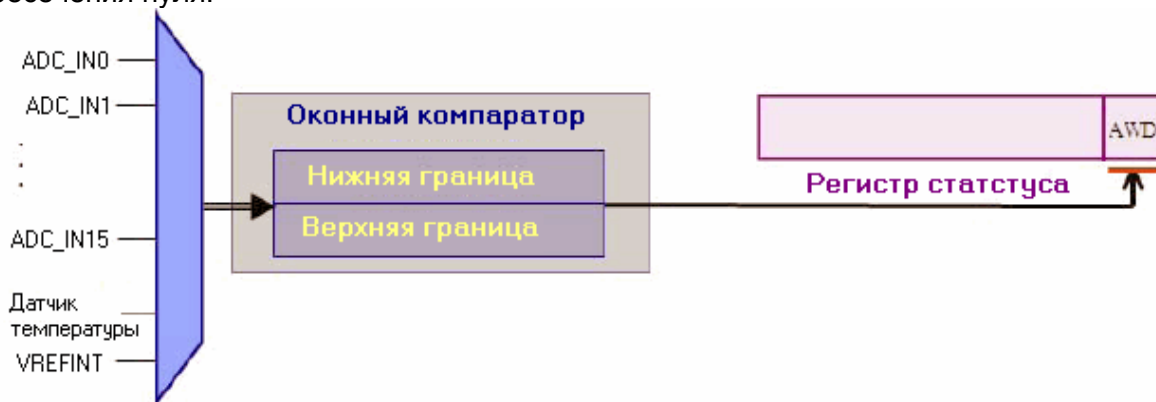 ADC_IN0
ADC_IN1
.
.
.
ADC_IN15
Датчик
температуры
VREFINT
Оконный компаратор
Нижняя граница
Верхняя граница
AWD
Регистр статстуса